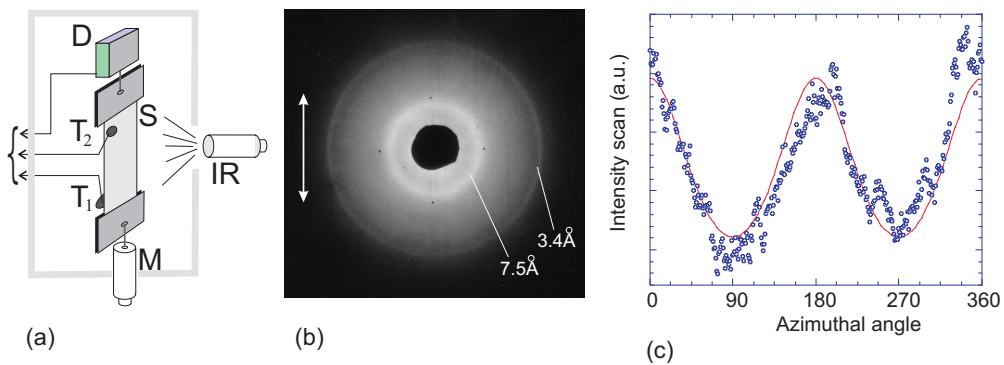 D
S
T2
IR
T1
M
(a)
7.5Å
3.4Å
(b)
Intensity scan (a.u.)
0
90
180
270
360
Azimuthal angle
(c)